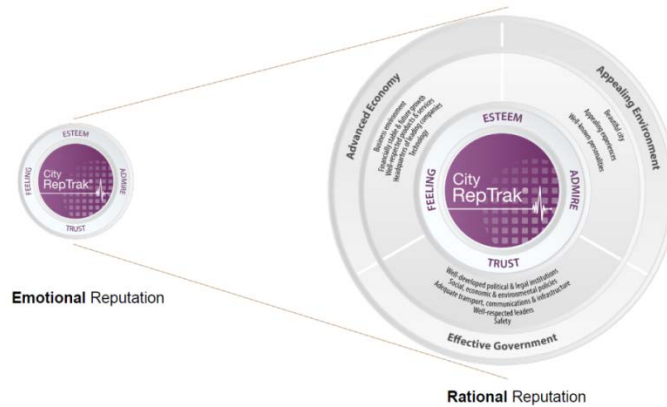 ESTEEM
FEELING
City
RepTrak®
ADMIRE
TRUST
Emotional Reputation
Advanced Economy
Business environment
Financially stable & future growth
Well-respected products & services
Headquarters of leading companies
Technology
Appealing Environment
Beautiful city
Appealing experiences
Well-known personalities
ESTEEM
FEELING
City
RepTrak®
ADMIRE
TRUST
Well-developed political & legal institutions
Social, economic & environmental policies
Adequate transport, communications & infrastructure
Well-respected leaders
Safety
Effective Government
Rational Reputation